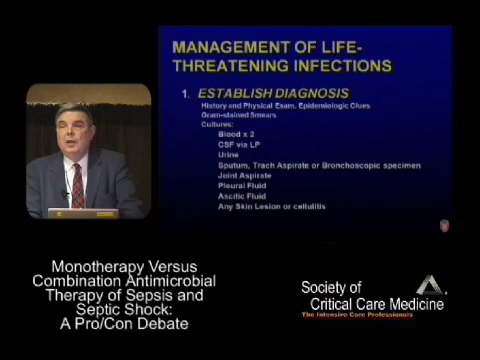 MANAGEMENT OF LIFE-
THREATENING INFECTIONS
1. ESTABLISH DIAGNOSIS
History and Physical Exam, Epidemiologic Clues
Gram-stained Smears
Cultures:
Blood x 2
CSF via LP
Urine
Sputum, Trach Aspirate or Bronchoscopic specimen
Joint Aspirate
Pleural Fluid
Ascitic Fluid
Any Skin Lesion or cellulitis
Monotherapy Versus
Combination Antimicrobial
Therapy of Sepsis and
Septic Shock:
A Pro/Con Debate
Society of
Critical Care Medicine
The Intensive Care Professionals